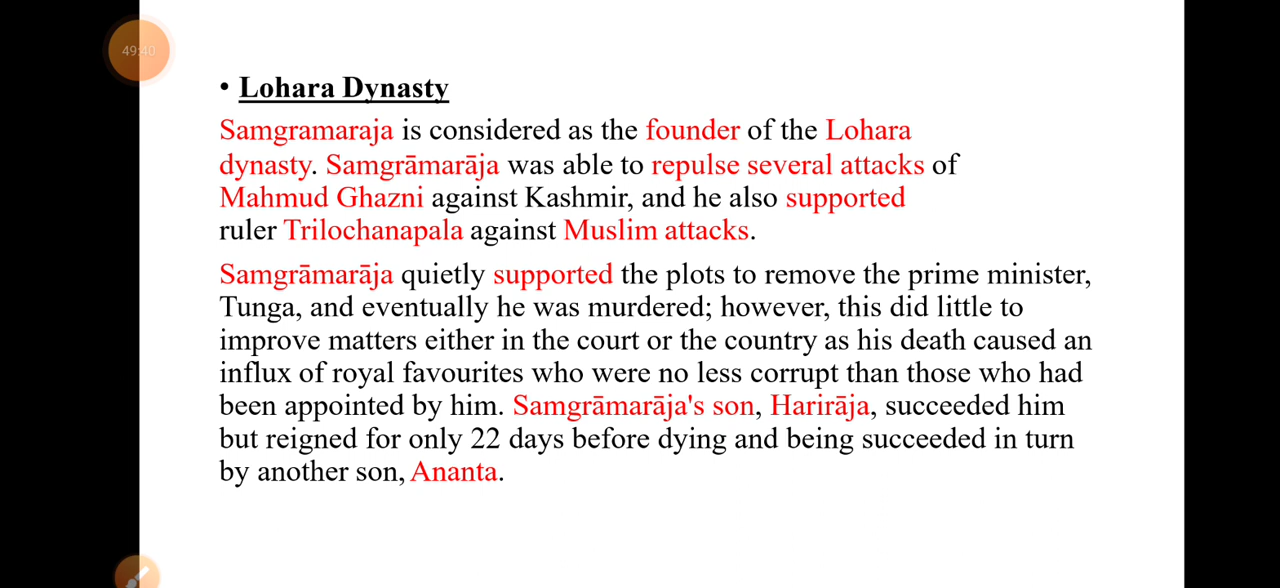 49:40
• Lohara Dynasty
Samgramaraja is considered as the founder of the Lohara
dynasty. Samgrāmarāja was able to repulse several attacks of
Mahmud Ghazni against Kashmir, and he also supported
ruler Trilochanapala against Muslim attacks.
Samgrāmarāja quietly supported the plots to remove the prime minister,
Tunga, and eventually he was murdered; however, this did little to
improve matters either in the court or the country as his death caused an
influx of royal favourites who were no less corrupt than those who had
been appointed by him. Samgrāmarāja's son, Harirāja, succeeded him
but reigned for only 22 days before dying and being succeeded in turn
by another son, Ananta.